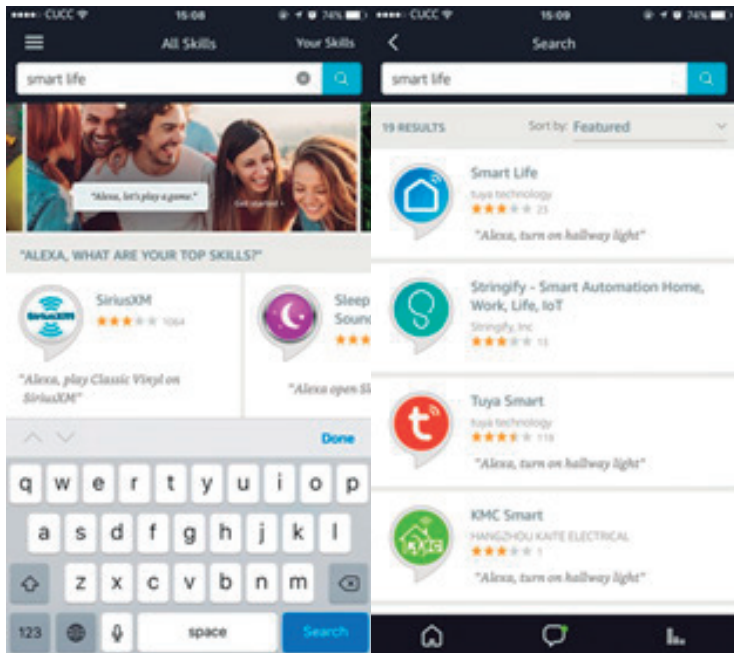 CUCC 15:08 74%
All Skills Your Skills
smart life
"Alexa, let's play a game."
Get started >
"ALEXA, WHAT ARE YOUR TOP SKILLS?"
SiriusXM
SiriusXM
1064
"Alexa, play Classic Vinyl on
SiriusXM"
Sleep
Soun
"Alexa open Sl
Done
q w e r t y u i o p
a s d f g h j k l
z x c v b n m
123 space Search
CUCC 15:09 74%
Search
smart life
19 RESULTS Sort by: Featured
Smart Life
tuya technology
23
"Alexa, turn on hallway light"
Stringify - Smart Automation Home,
Work, Life, IoT
Stringify, Inc
13
Tuya Smart
tuya technology
118
"Alexa, turn on hallway light"
KMC
KMC Smart
HANGZHOU KAITE ELECTRICAL
1
"Alexa, turn on hallway light"